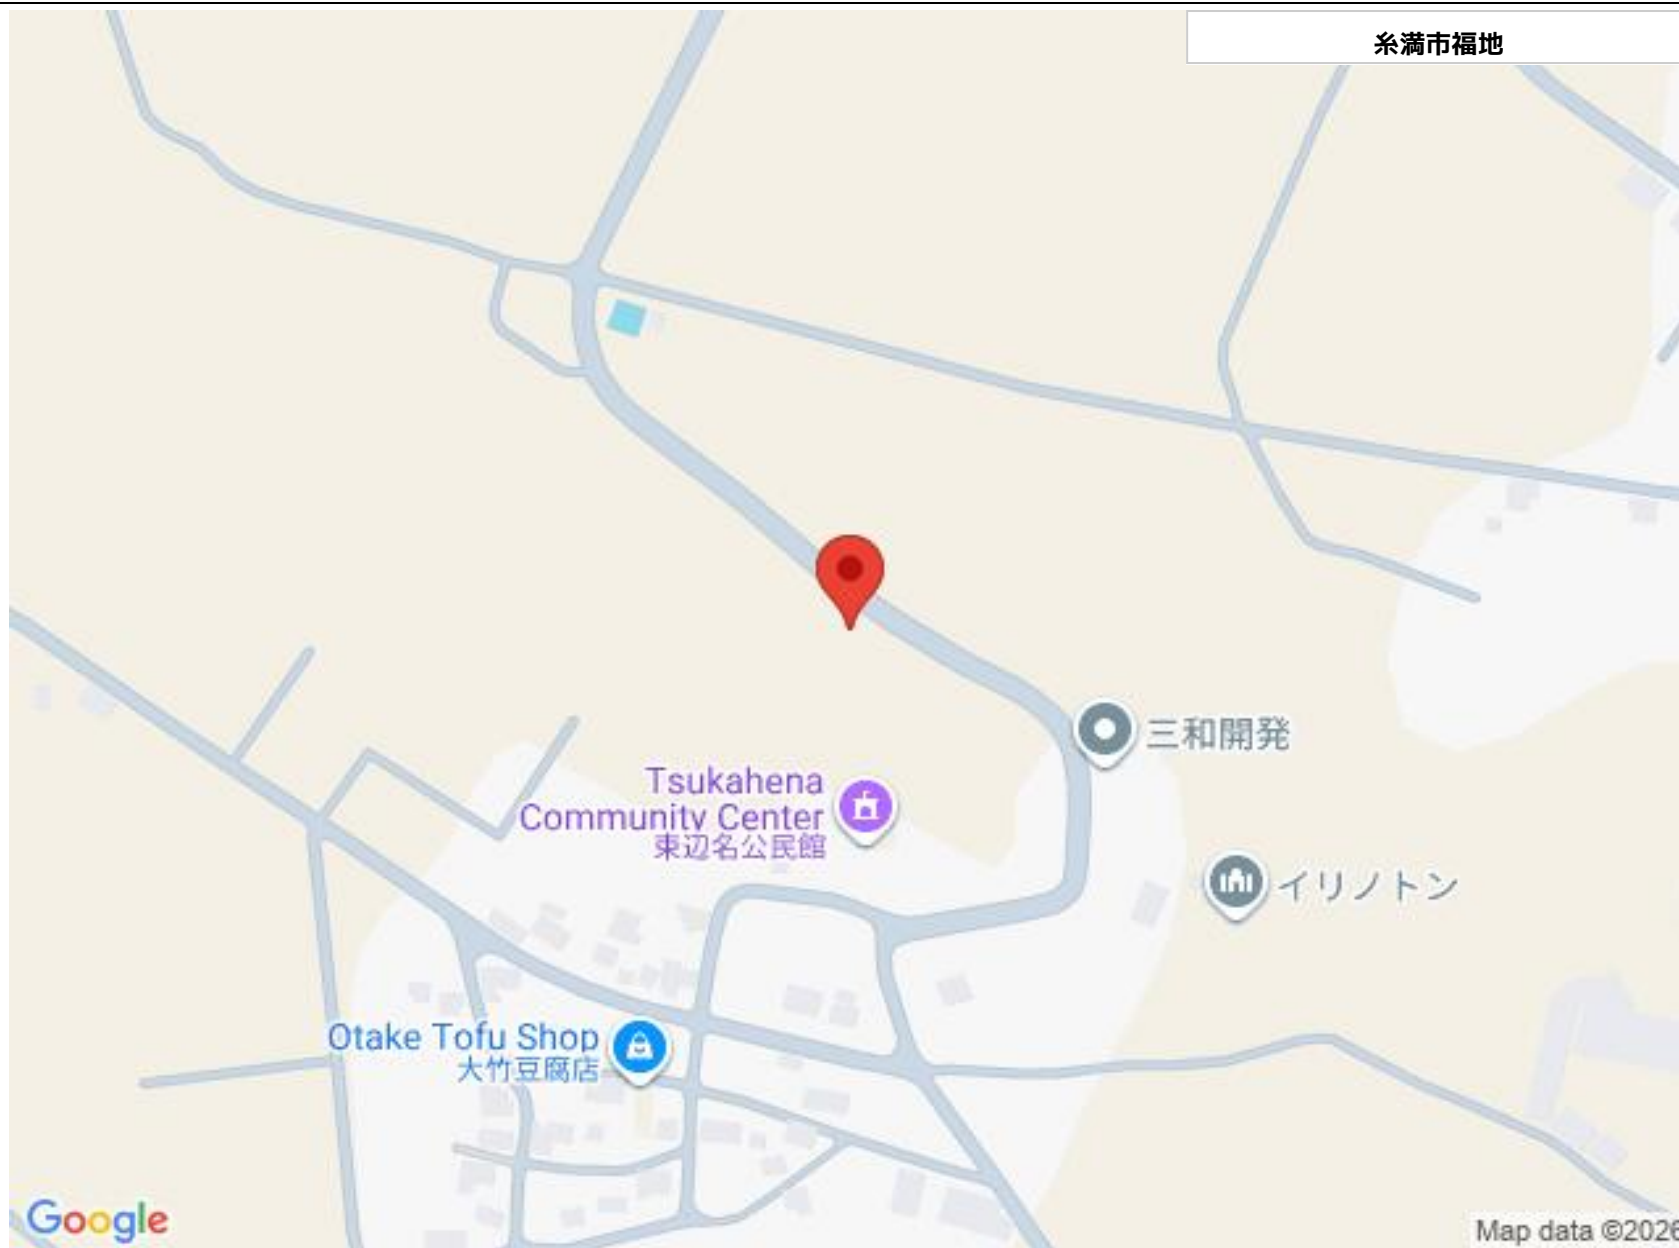 糸満市福地
三和開発
Tsukahena
Community Center
東辺名公民館
イリノトン
Otake Tofu Shop
大竹豆腐店
Google
Map data ©2026